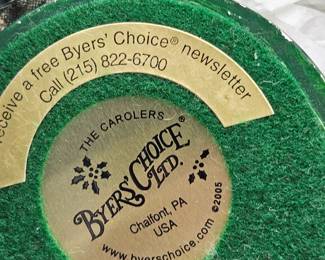 receive a free Byers' Choice® newsletter
Call (215) 822-6700
THE CAROLERS®
BYERS' CHOICE
LTD.
Chalfont, PA
USA
www.byerschoice.com
©2005